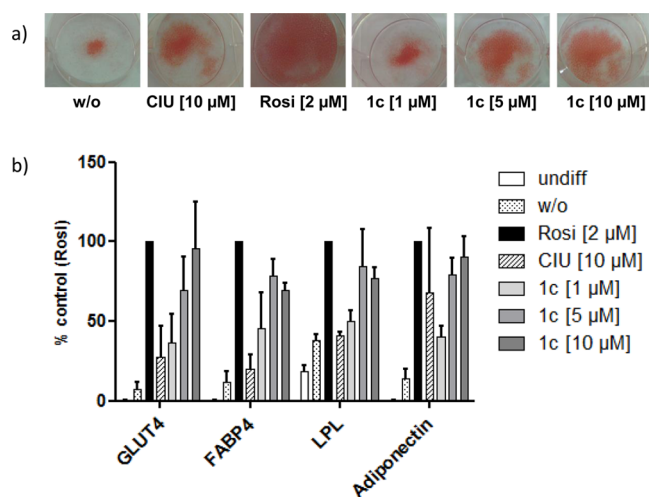 a)
w/o CIU [10 µM] Rosi [2 µM] 1c [1 µM] 1c [5 µM] 1c [10 µM]
b)
% control (Rosi)
150
100
50
0
GLUT4 FABP4 LPL Adiponectin
undiff
w/o
Rosi [2 µM]
CIU [10 µM]
1c [1 µM]
1c [5 µM]
1c [10 µM]